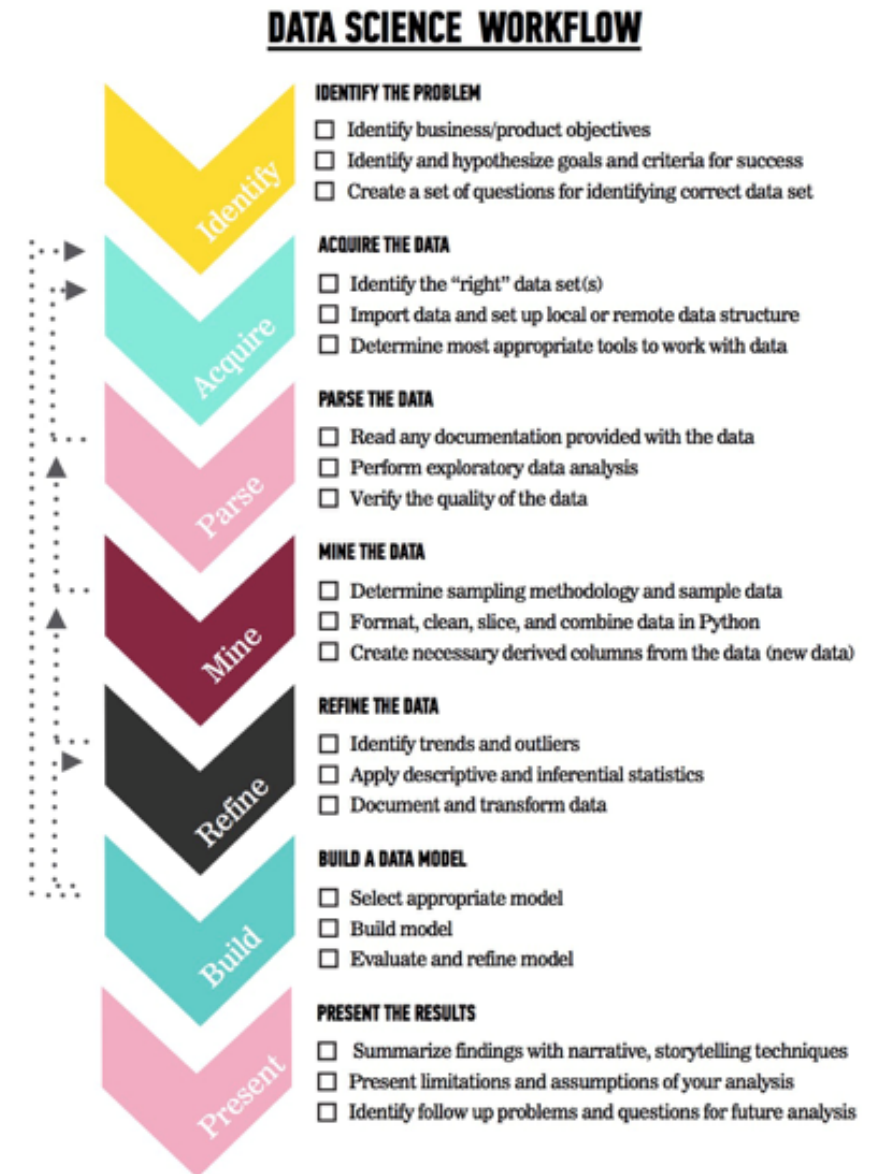 DATA SCIENCE WORKFLOW
IDENTIFY THE PROBLEM
Identify business/product objectives
Identify and hypothesize goals and criteria for success
Create a set of questions for identifying correct data set
Identify
ACQUIRE THE DATA
Identify the “right” data set(s)
Import data and set up local or remote data structure
Determine most appropriate tools to work with data
Acquire
PARSE THE DATA
Read any documentation provided with the data
Perform exploratory data analysis
Verify the quality of the data
Parse
MINE THE DATA
Determine sampling methodology and sample data
Format, clean, slice, and combine data in Python
Create necessary derived columns from the data (new data)
Mine
REFINE THE DATA
Identify trends and outliers
Apply descriptive and inferential statistics
Document and transform data
Refine
BUILD A DATA MODEL
Select appropriate model
Build model
Evaluate and refine model
Build
PRESENT THE RESULTS
Summarize findings with narrative, storytelling techniques
Present limitations and assumptions of your analysis
Identify follow up problems and questions for future analysis
Present